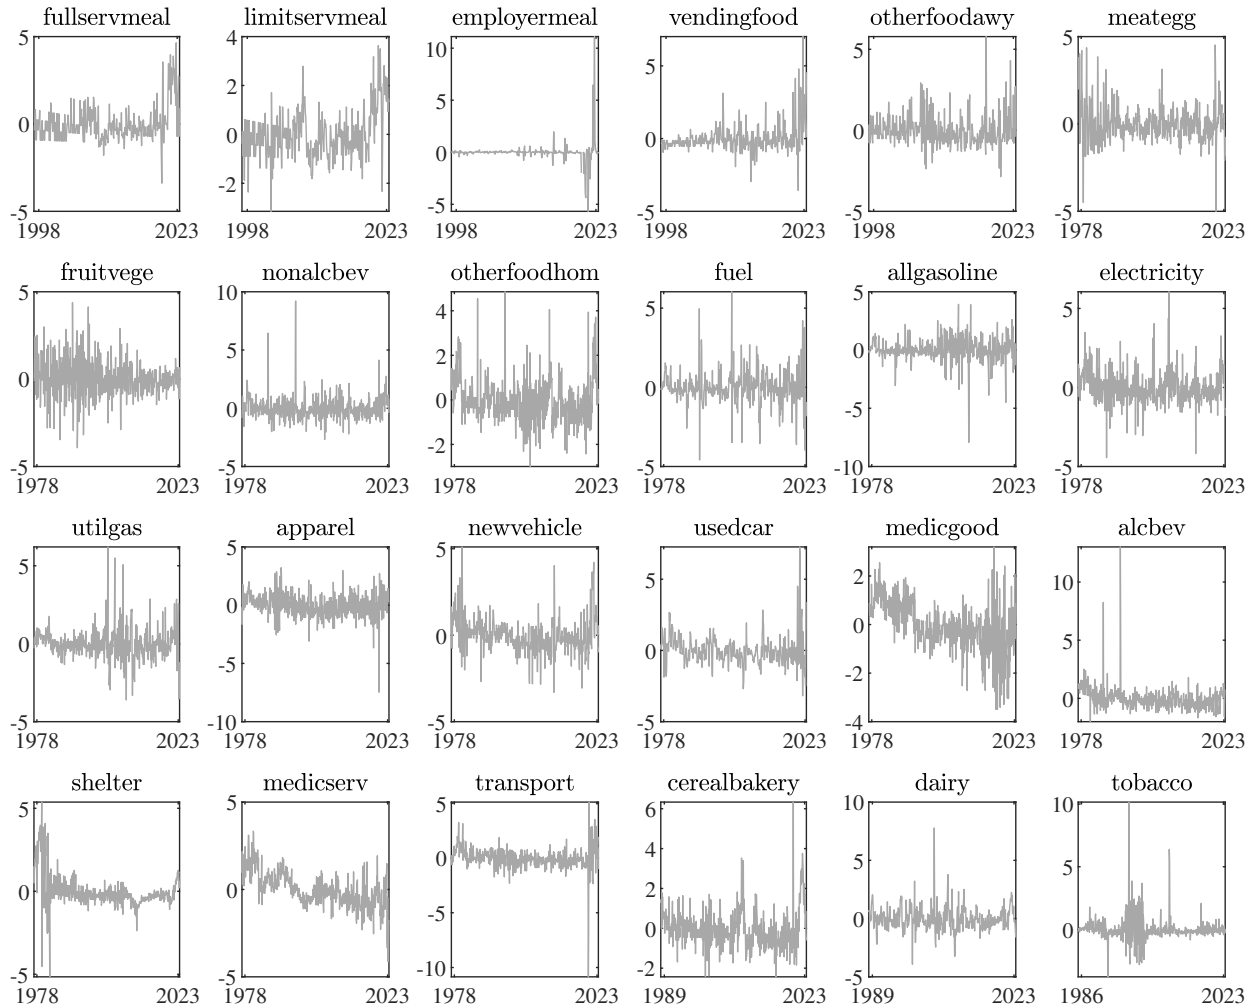 fullservmeal limitservmeal employermeal vendingfood otherfoodawy meategg
5 4 10 5 5 5
0 2 5 0 0 0
-5 0 0 -5 -5 -5
-2 -5
1998 2023 1998 2023 1998 2023 1998 2023 1998 2023 1978 2023
fruitvege nonalcbev otherfoodhom fuel allgasoline electricity
5 10 4 5 5 5
0 5 2 0 0 0
-5 0 0 -5 -5 -5
-5 -2 -10
1978 2023 1978 2023 1978 2023 1978 2023 1978 2023 1978 2023
utilgas apparel newvehicle usedcar medicgood alcbev
5 5 5 5 2 10
0 0 0 0 0 5
-5 -5 -5 -5 -2 0
-10 -4
1978 2023 1978 2023 1978 2023 1978 2023 1978 2023 1978 2023
shelter medicserv transport cerealbakery dairy tobacco
5 5 5 6 10 10
0 0 0 4 5 5
-5 -5 -5 2 0 0
-10 0 -5
-2
1978 2023 1978 2023 1978 2023 1989 2023 1989 2023 1986 2023